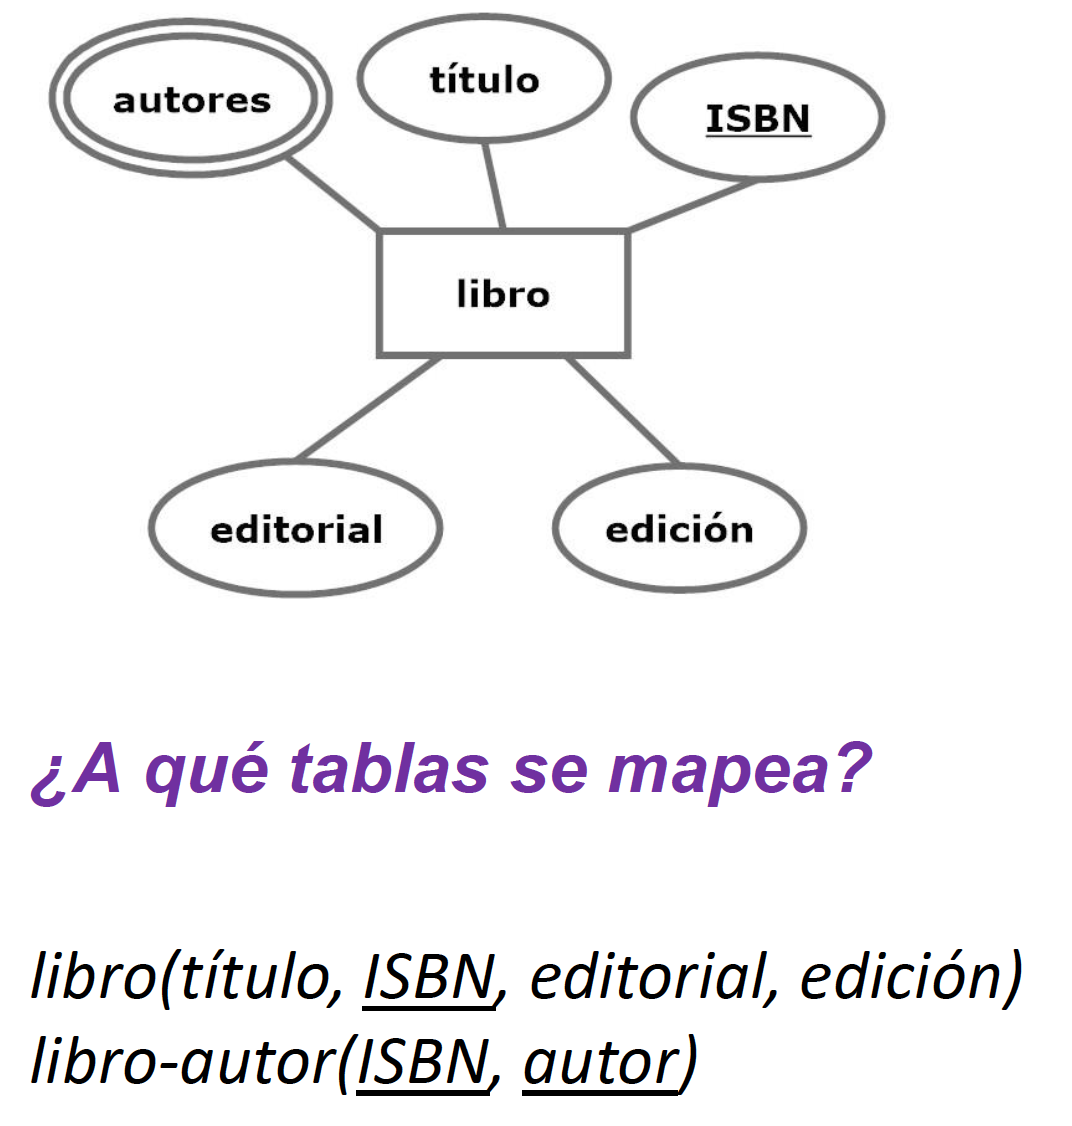 autores
título
ISBN
libro
editorial
edición
¿A qué tablas se mapea?
libro(título, ISBN, editorial, edición)
libro-autor(ISBN, autor)